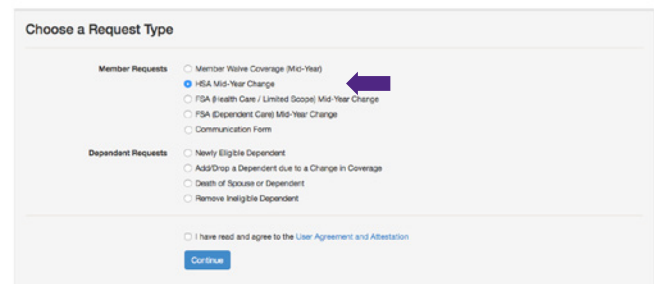 Choose a Request Type
Member Requests
Member Waive Coverage (Mid-Year)
HSA Mid-Year Change
FSA (Health Care / Limited Scope) Mid-Year Change
FSA (Dependent Care) Mid-Year Change
Communication Form
Dependent Requests
Newly Eligible Dependent
Add/Drop a Dependent due to a Change in Coverage
Death of Spouse or Dependent
Remove Ineligible Dependent
I have read and agree to the User Agreement and Attestation
Continue